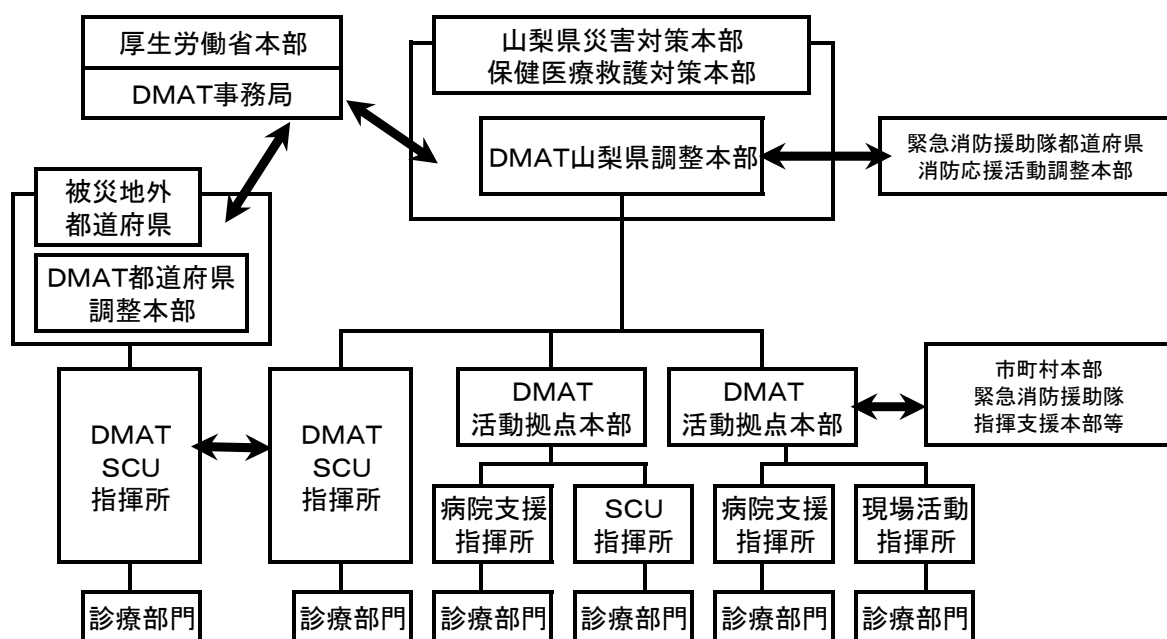 厚生労働省本部
DMAT事務局
山梨県災害対策本部
保健医療救護対策本部
DMAT山梨県調整本部
緊急消防援助隊都道府県
消防応援活動調整本部
被災地外
都道府県
DMAT都道府県
調整本部
DMAT
SCU
指揮所
DMAT
SCU
指揮所
DMAT
活動拠点本部
DMAT
活動拠点本部
市町村本部
緊急消防援助隊
指揮支援本部等
病院支援
指揮所
SCU
指揮所
病院支援
指揮所
現場活動
指揮所
診療部門
診療部門
診療部門
診療部門
診療部門
診療部門